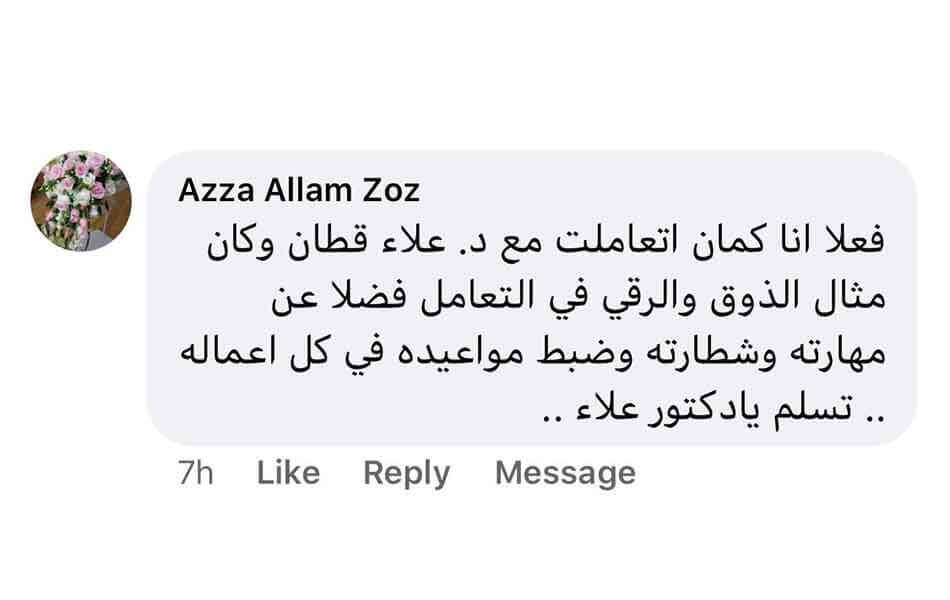 Azza Allam Zoz
فعلا انا كمان اتعاملت مع د. علاء قطان وكان
مثال الذوق والرقي في التعامل فضلا عن
مهارته وشطارته وضبط مواعيده في كل اعماله
.. تسلم يادكتور علاء ..
7h Like Reply Message